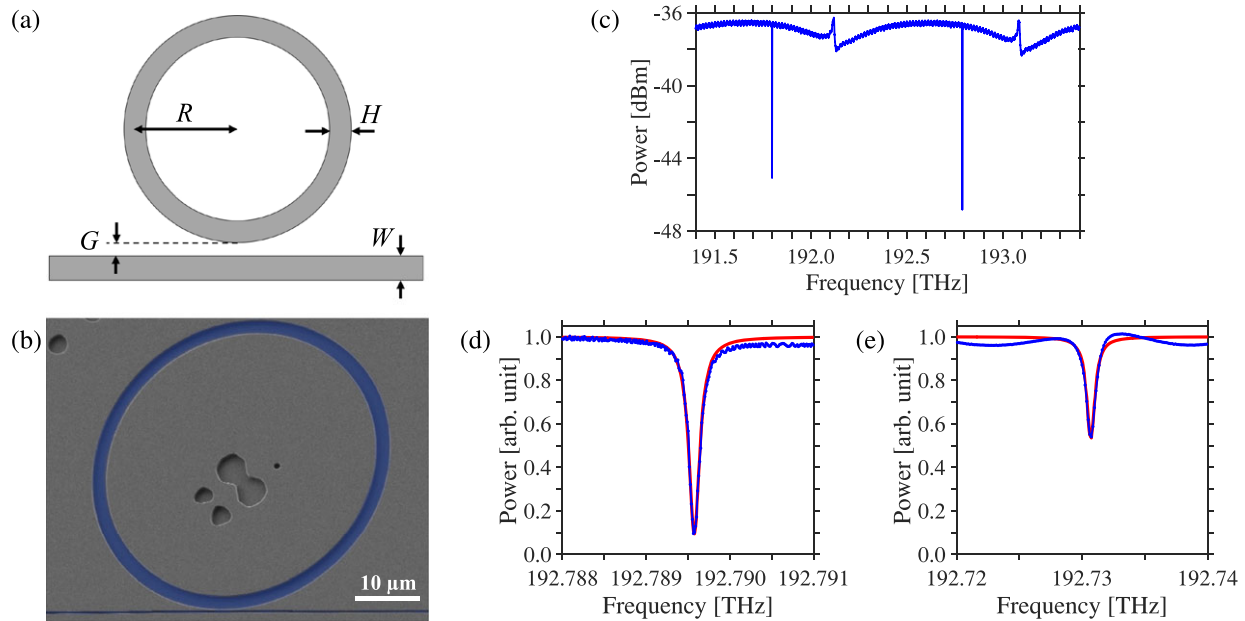 (a)
R
H
G
W
(b)
10 μm
(c)
-36
-40
-44
-48
Power [dBm]
191.5 192.0 192.5 193.0
Frequency [THz]
(d)
1.0
0.8
0.6
0.4
0.2
0.0
Power [arb. unit]
192.788 192.789 192.790 192.791
Frequency [THz]
(e)
1.0
0.8
0.6
0.4
0.2
0.0
Power [arb. unit]
192.72 192.73 192.74
Frequency [THz]